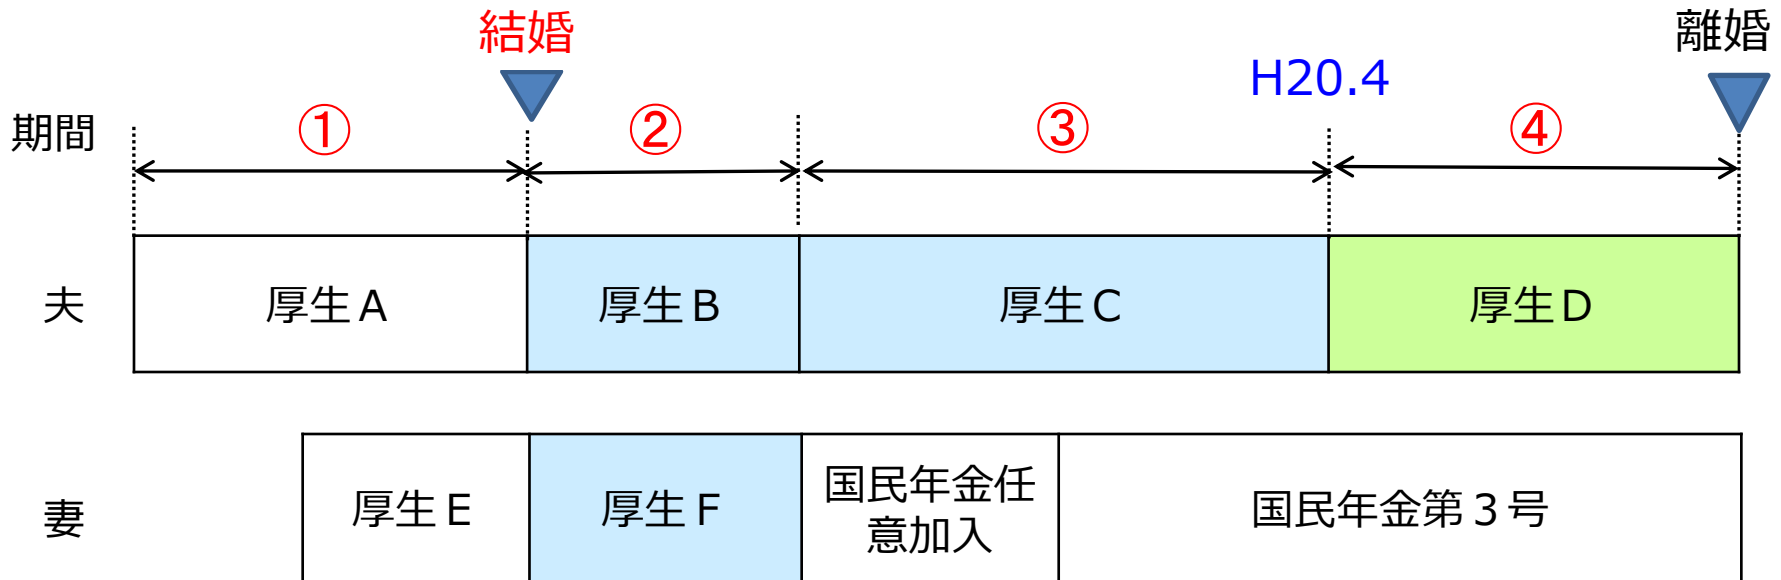 結婚
離婚
H20.4
期間
①
②
③
④
夫
厚生A
厚生B
厚生C
厚生D
妻
厚生E
厚生F
国民年金任
意加入
国民年金第3号